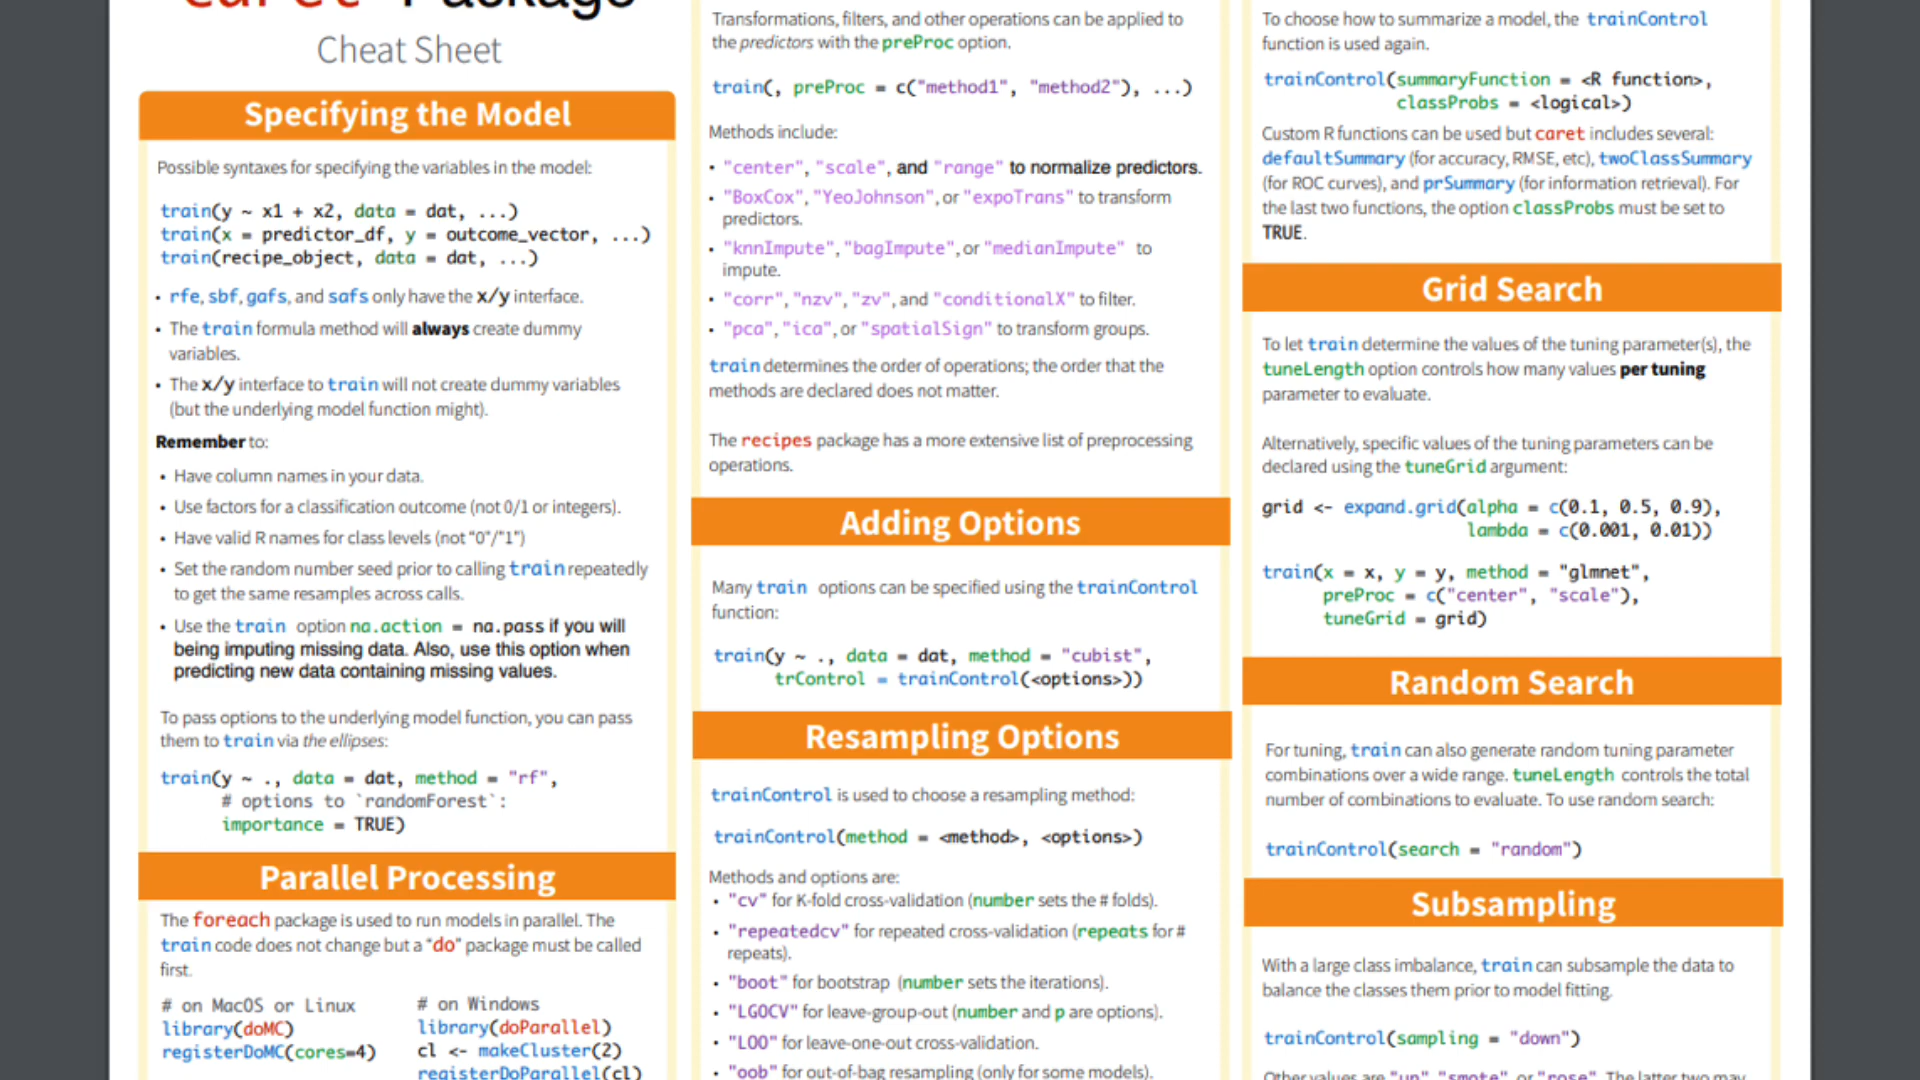 caret Package
Cheat Sheet
Specifying the Model
Possible syntaxes for specifying the variables in the model:
train(y ~ x1 + x2, data = dat, ...)
train(x = predictor_df, y = outcome_vector, ...)
train(recipe_object, data = dat, ...)
• rfe, sbf, gafs, and safs only have the x/y interface.
• The train formula method will always create dummy
variables.
• The x/y interface to train will not create dummy variables
(but the underlying model function might).
Remember to:
• Have column names in your data.
• Use factors for a classification outcome (not 0/1 or integers).
• Have valid R names for class levels (not “0”/"1")
• Set the random number seed prior to calling train repeatedly
to get the same resamples across calls.
• Use the train option na.action = na.pass if you will
being imputing missing data. Also, use this option when
predicting new data containing missing values.
To pass options to the underlying model function, you can pass
them to train via the ellipses:
train(y ~ ., data = dat, method = "rf",
# options to `randomForest`:
importance = TRUE)
Parallel Processing
The foreach package is used to run models in parallel. The
train code does not change but a “do” package must be called
first.
# on MacOS or Linux
library(doMC)
registerDoMC(cores=4)
# on Windows
library(doParallel)
cl <- makeCluster(2)
registerDoParallel(cl)
Transformations, filters, and other operations can be applied to
the predictors with the preProc option.
train(, preProc = c("method1", "method2"), ...)
Methods include:
• "center", "scale", and "range" to normalize predictors.
• "BoxCox", "YeoJohnson", or "expoTrans" to transform
predictors.
• "knnImpute", "bagImpute", or "medianImpute" to
impute.
• "corr", "nzv", "zv", and "conditionalX" to filter.
• "pca", "ica", or "spatialSign" to transform groups.
train determines the order of operations; the order that the
methods are declared does not matter.
The recipes package has a more extensive list of preprocessing
operations.
Adding Options
Many train options can be specified using the trainControl
function:
train(y ~ ., data = dat, method = "cubist",
trControl = trainControl(<options>))
Resampling Options
trainControl is used to choose a resampling method:
trainControl(method = <method>, <options>)
Methods and options are:
• "cv" for K-fold cross-validation (number sets the # folds).
• "repeatedcv" for repeated cross-validation (repeats for #
repeats).
• "boot" for bootstrap (number sets the iterations).
• "LGOCV" for leave-group-out (number and p are options).
• "LOO" for leave-one-out cross-validation.
• "oob" for out-of-bag resampling (only for some models).
To choose how to summarize a model, the trainControl
function is used again.
trainControl(summaryFunction = <R function>,
classProbs = <logical>)
Custom R functions can be used but caret includes several:
defaultSummary (for accuracy, RMSE, etc), twoClassSummary
(for ROC curves), and prSummary (for information retrieval). For
the last two functions, the option classProbs must be set to
TRUE.
Grid Search
To let train determine the values of the tuning parameter(s), the
tuneLength option controls how many values per tuning
parameter to evaluate.
Alternatively, specific values of the tuning parameters can be
declared using the tuneGrid argument:
grid <- expand.grid(alpha = c(0.1, 0.5, 0.9),
lambda = c(0.001, 0.01))
train(x = x, y = y, method = "glmnet",
preProc = c("center", "scale"),
tuneGrid = grid)
Random Search
For tuning, train can also generate random tuning parameter
combinations over a wide range. tuneLength controls the total
number of combinations to evaluate. To use random search:
trainControl(search = "random")
Subsampling
With a large class imbalance, train can subsample the data to
balance the classes them prior to model fitting.
trainControl(sampling = "down")
Other values are "up", "smote", or "rose". The latter two may